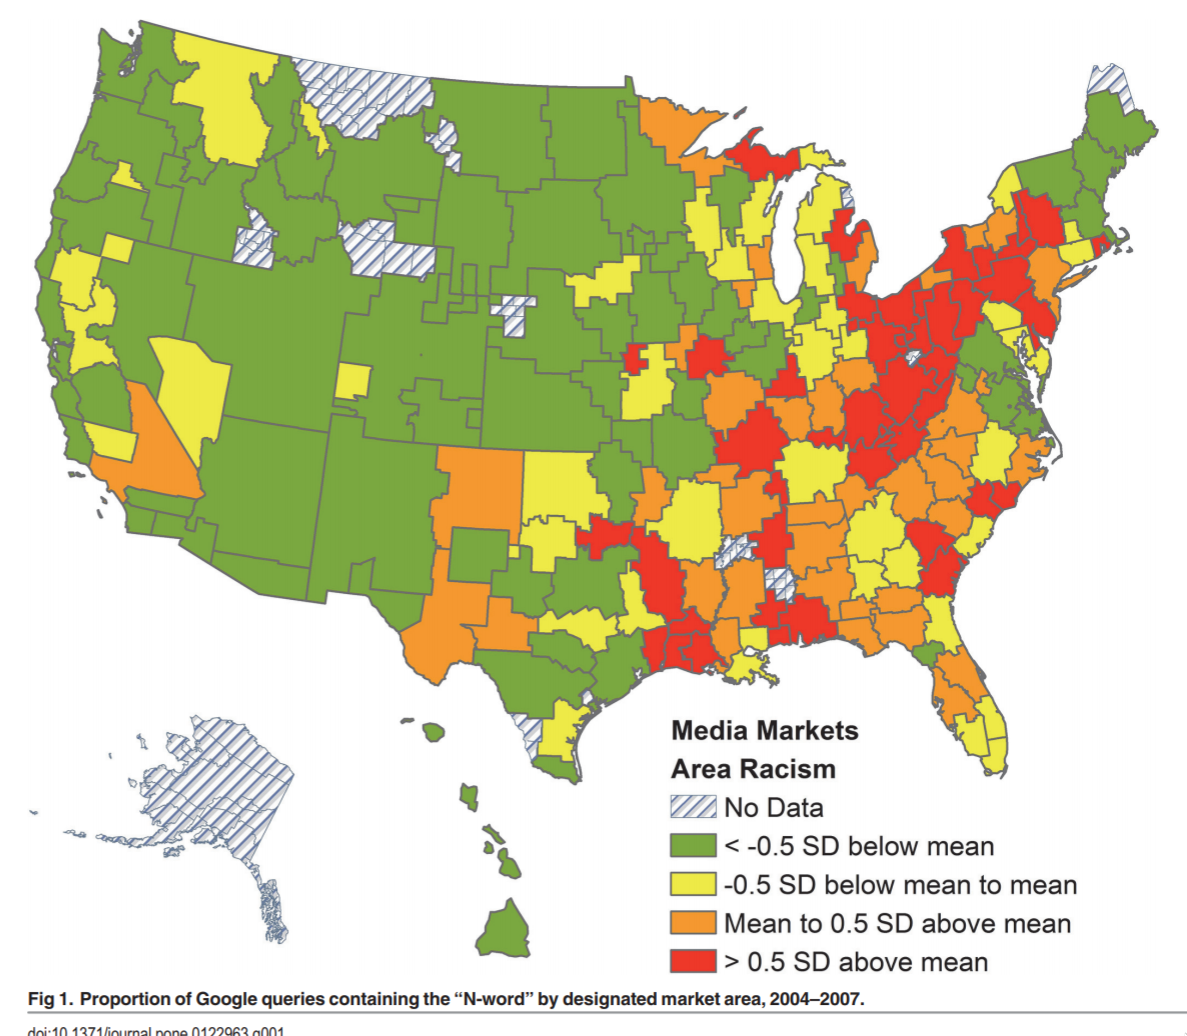 Media Markets
Area Racism
No Data
< -0.5 SD below mean
-0.5 SD below mean to mean
Mean to 0.5 SD above mean
> 0.5 SD above mean
Fig 1. Proportion of Google queries containing the “N-word” by designated market area, 2004–2007.
doi:10.1371/journal.pone.0122963.g001